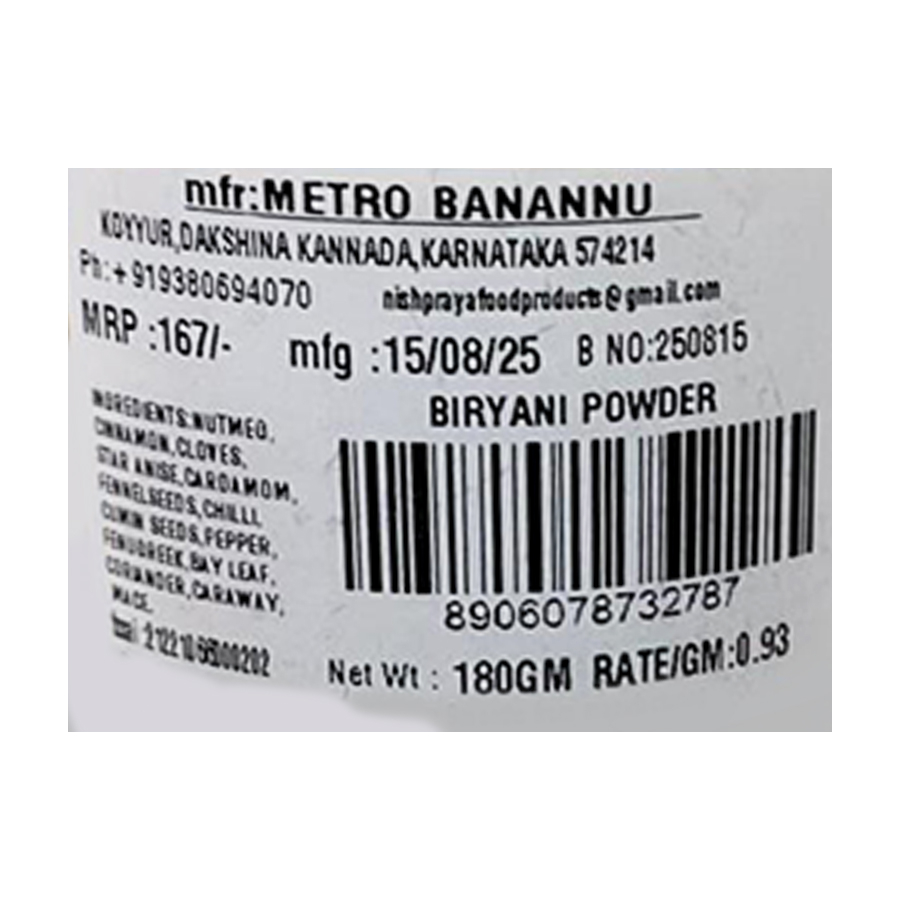 mfr:METRO BANANNU
KOYYUR,DAKSHINA KANNADA,KARNATAKA 574214
Ph:+919380694070 nishprayafoodproducts@gmail.com
MRP :167/- mfg :15/08/25 B NO:250815
BIRYANI POWDER
INGREDIENTS:NUTMEG,
CINNAMON,CLOVES,
STAR ANISE,CARDAMOM,
FENNELSEEDS,CHILLI,
CUMIN SEEDS,PEPPER,
FENUGREEK,BAY LEAF,
CORIANDER,CARAWAY,
MACE.
8906078732787
Net Wt : 180GM RATE/GM:0.93